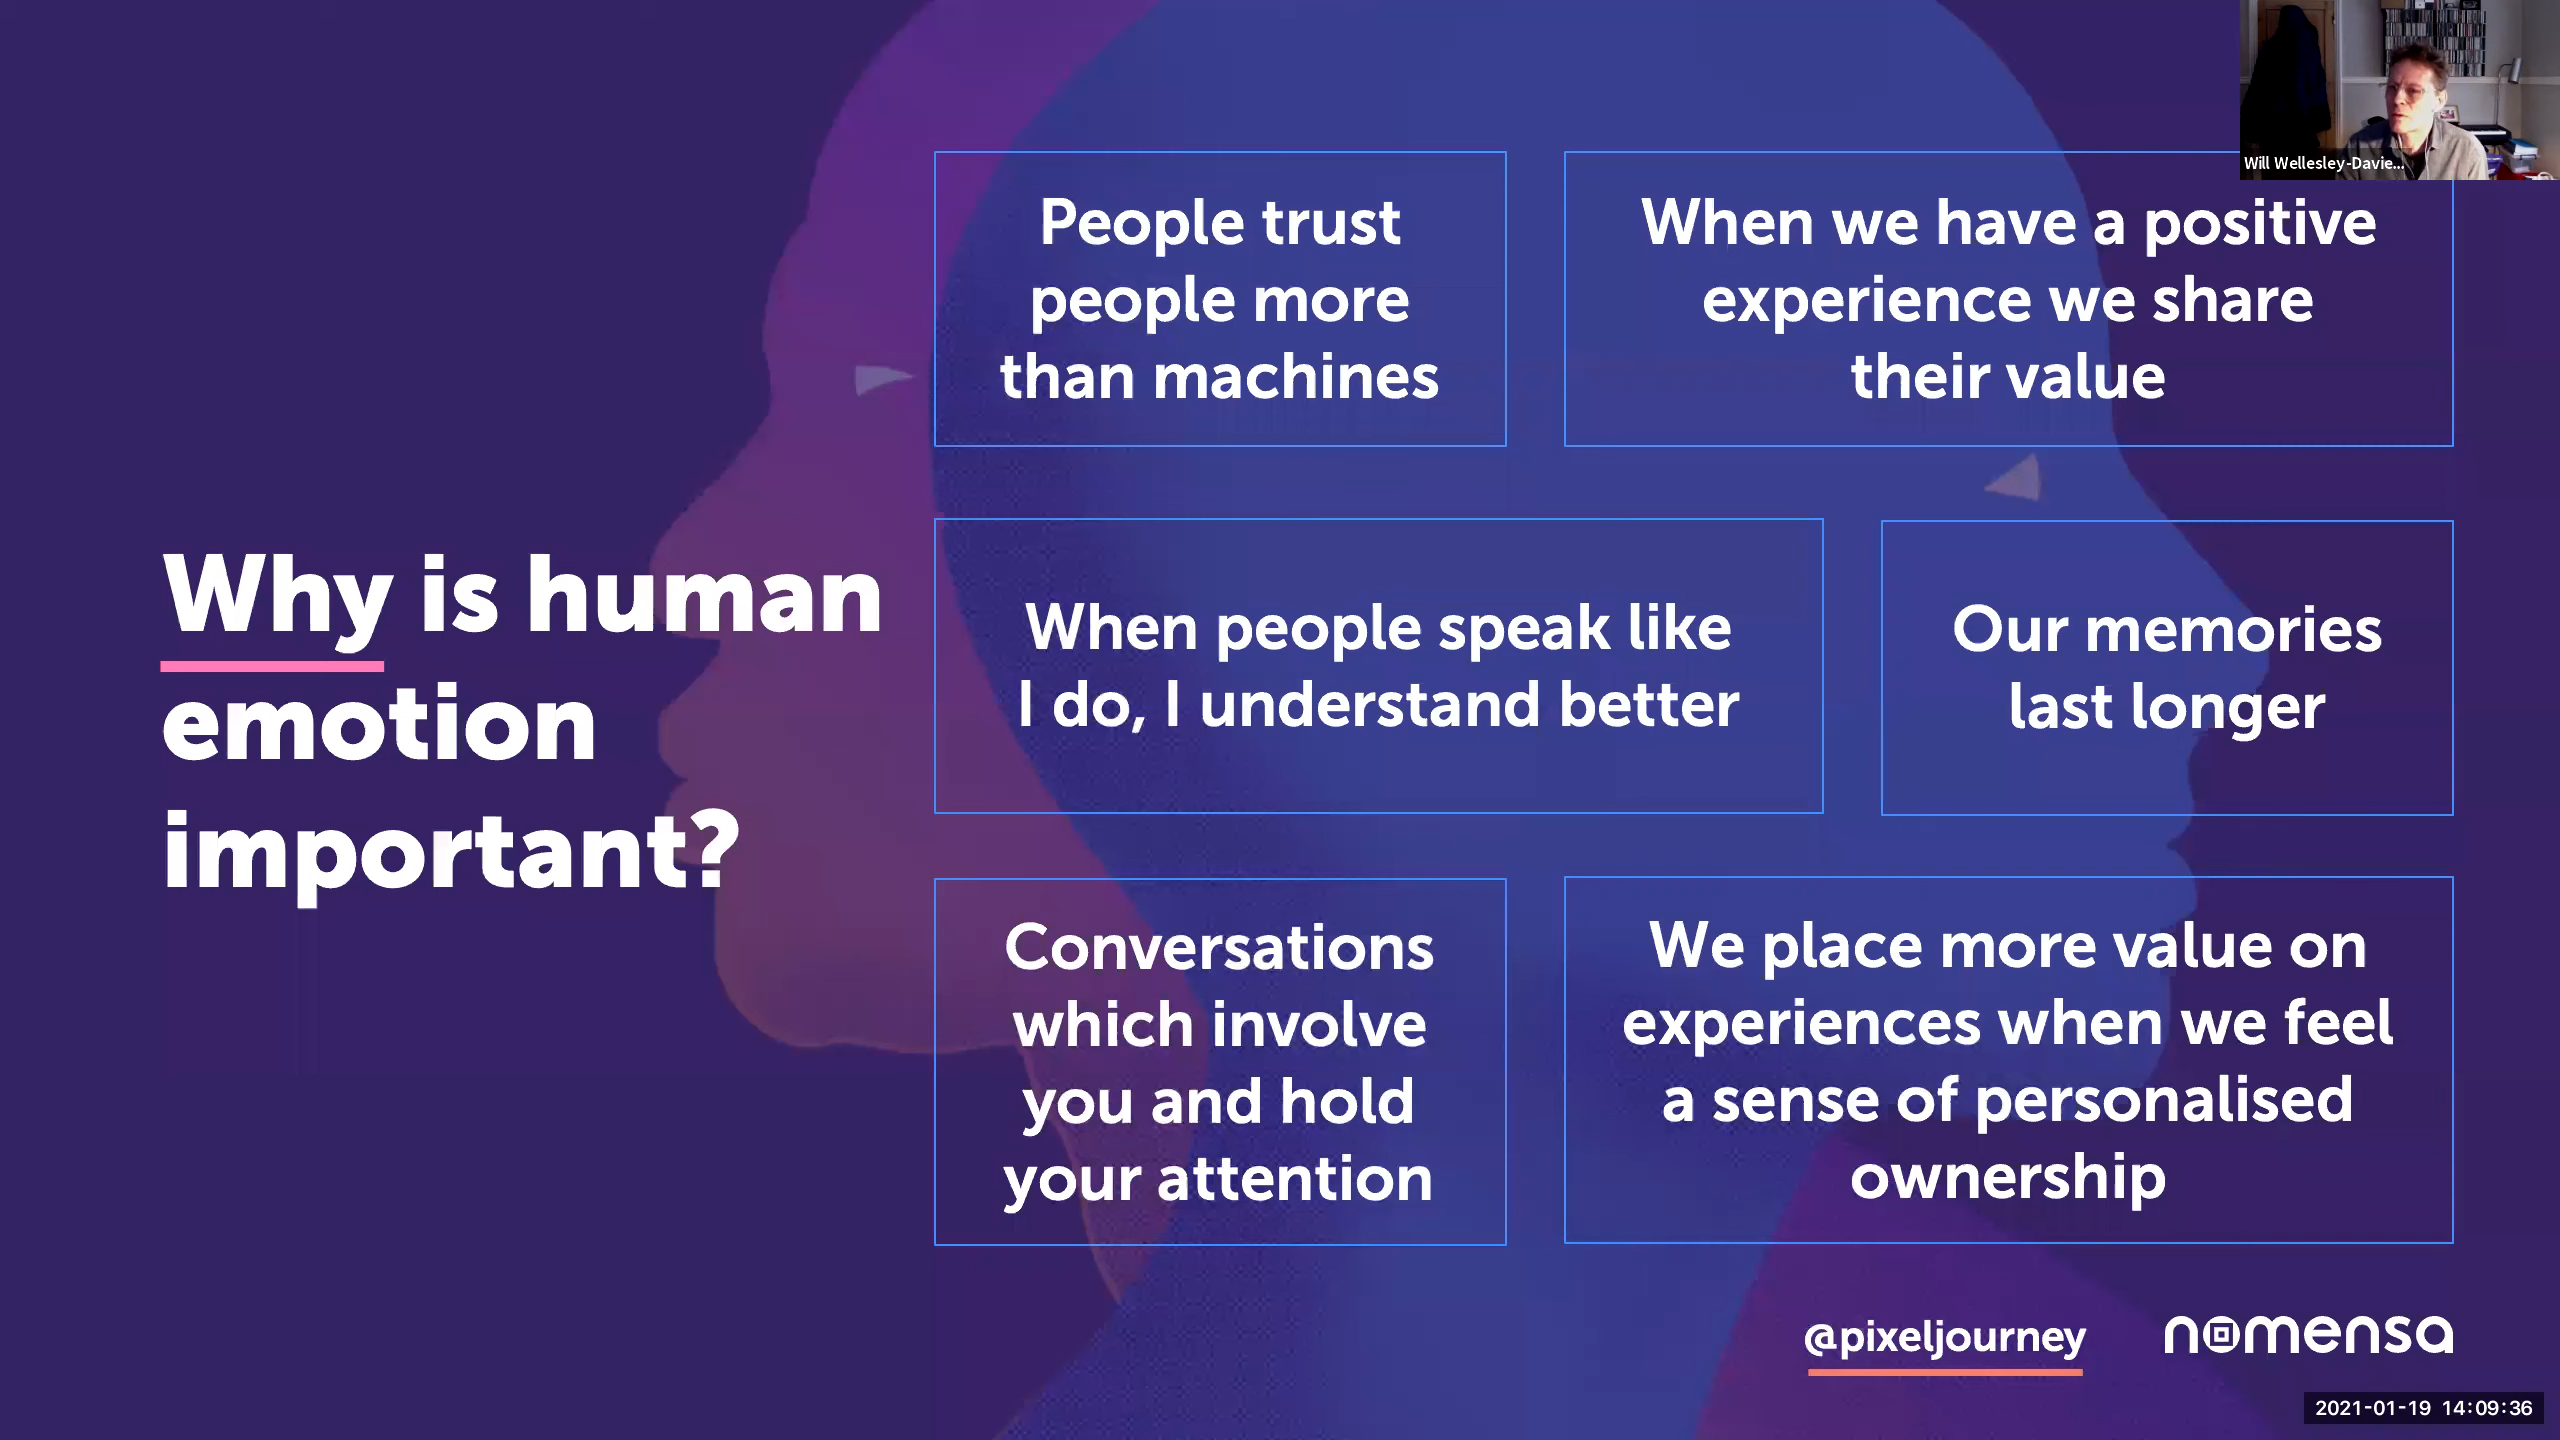 Why is human
emotion
important?
People trust
people more
than machines
When we have a positive
experience we share
their value
When people speak like
I do, I understand better
Our memories
last longer
Conversations
which involve
you and hold
your attention
We place more value on
experiences when we feel
a sense of personalised
ownership
@pixeljourney
nomensa
Will Wellesley-Davie...
2021-01-19 14:09:36